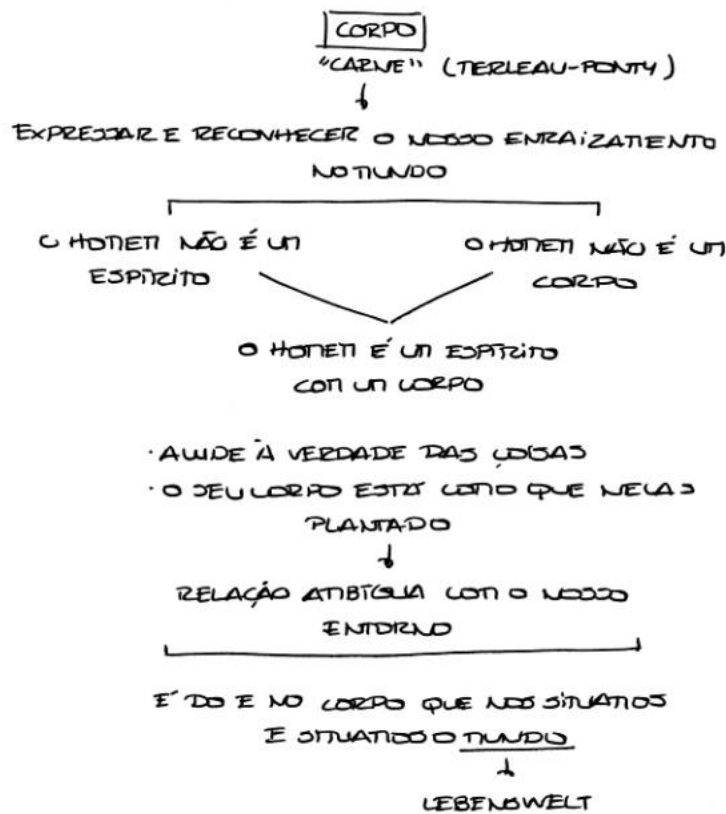 CORPO
"CARNE" (MERLEAU-PONTY)
EXPRESSAR E RECONHECER O NOSSO ENRAIZAMENTO
NO MUNDO
O HOMEM NÃO É UM
O HOMEM NÃO É UM
ESPÍRITO
CORPO
O HOMEM É UM ESPÍRITO
COM UM CORPO
· ALUDE À VERDADE DAS COISAS
· O SEU CORPO ESTÁ COMO QUE NELAS
PLANTADO
RELAÇÃO AMBÍGUA COM O NOSSO
ENTORNO
É DO E NO CORPO QUE NOS SITUAMOS
E SITUAMOS O MUNDO
LEBENSWELT